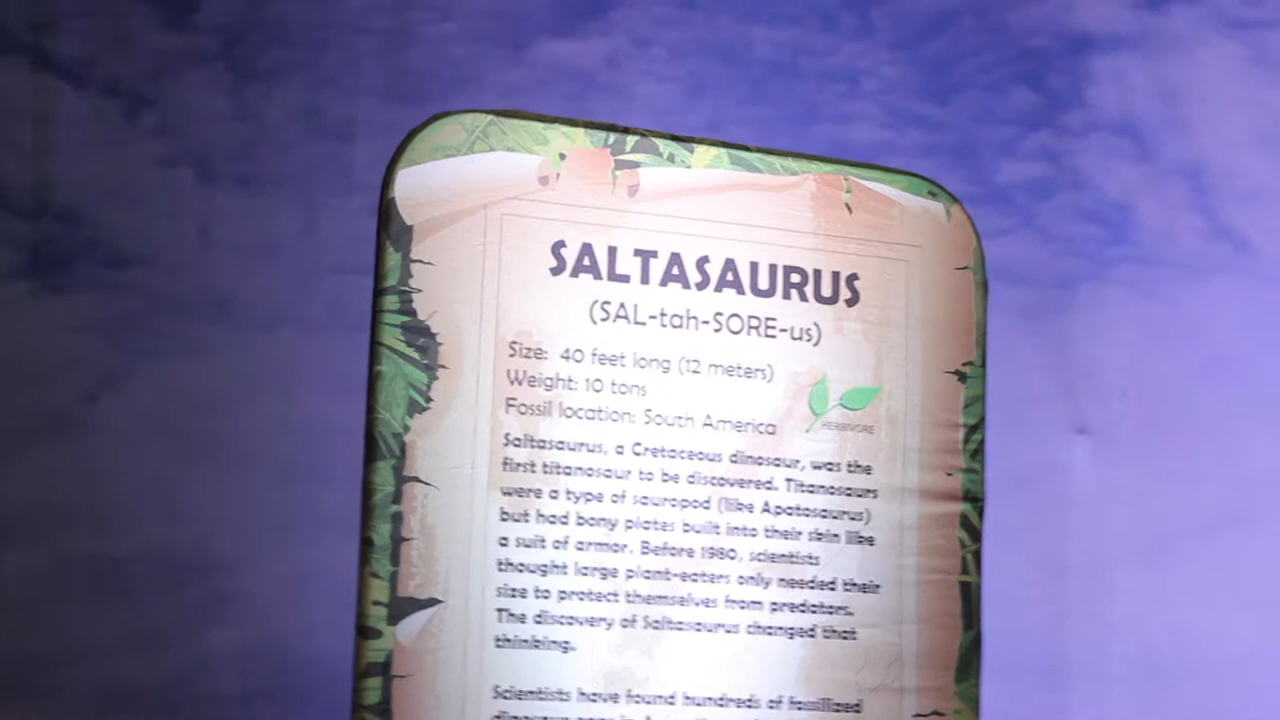 SALTASAURUS
(SAL-tah-SORE-us)
Size: 40 feet long (12 meters)
Weight: 10 tons
Fossil location: South America
HERBIVORE
Saltasaurus, a Cretaceous dinosaur, was the
first titanosaur to be discovered. Titanosaurs
were a type of sauropod (like Apatosaurus)
but had bony plates built into their skin like
a suit of armor. Before 1980, scientists
thought large plant-eaters only needed their
size to protect themselves from predators.
The discovery of Saltasaurus changed that
thinking.
Scientists have found hundreds of fossilized
dinosaur eggs in